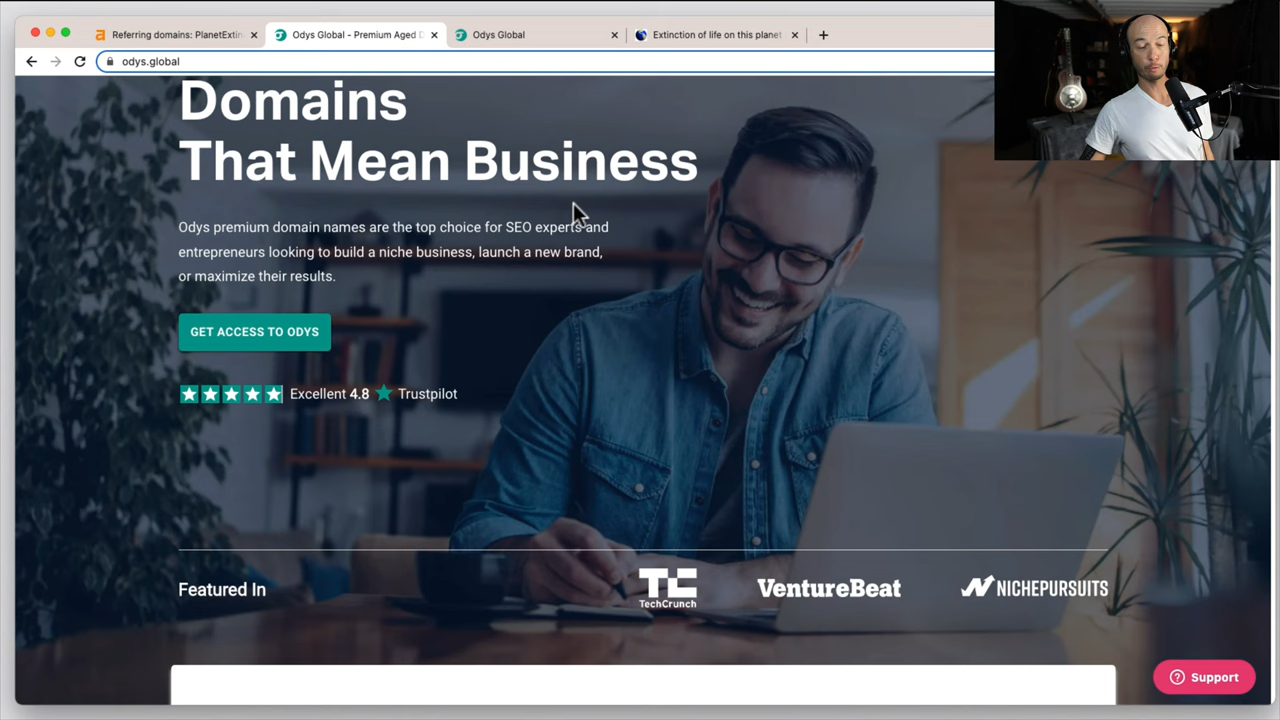 Referring domains: PlanetExtin
Odys Global - Premium Aged D
Odys Global
Extinction of life on this planet
odys.global
Domains
That Mean Business
Odys premium domain names are the top choice for SEO experts and
entrepreneurs looking to build a niche business, launch a new brand,
or maximize their results.
GET ACCESS TO ODYS
Excellent 4.8 Trustpilot
Featured In
TC
TechCrunch
VentureBeat
NICHEPURSUITS
Support